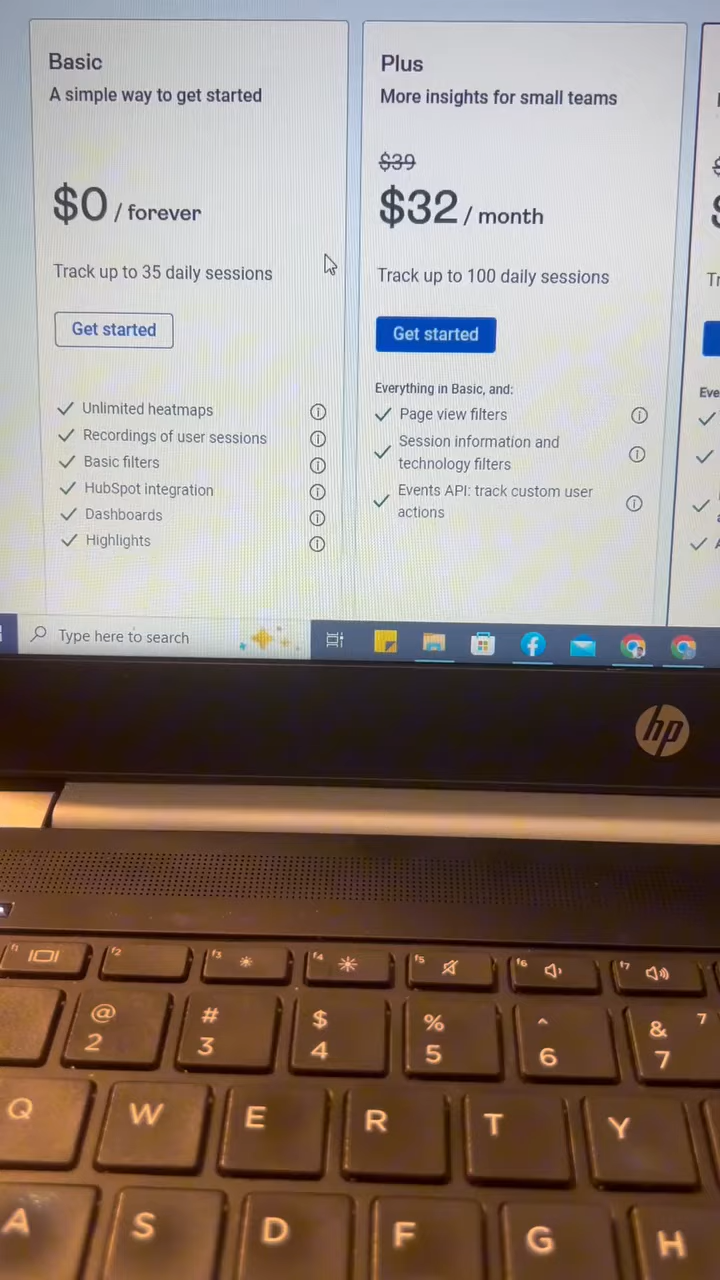 Basic
A simple way to get started
$0 / forever
Track up to 35 daily sessions
Get started
Unlimited heatmaps
Recordings of user sessions
Basic filters
HubSpot integration
Dashboards
Highlights
Plus
More insights for small teams
$39
$32 / month
Track up to 100 daily sessions
Get started
Everything in Basic, and:
Page view filters
Session information and
technology filters
Events API: track custom user
actions
Eve
Type here to search
hp
f1 f2 f3 f4 f5 f6 f7
@ # $ % ^ & 7
2 3 4 5 6 7
Q W E R T Y
A S D F G H